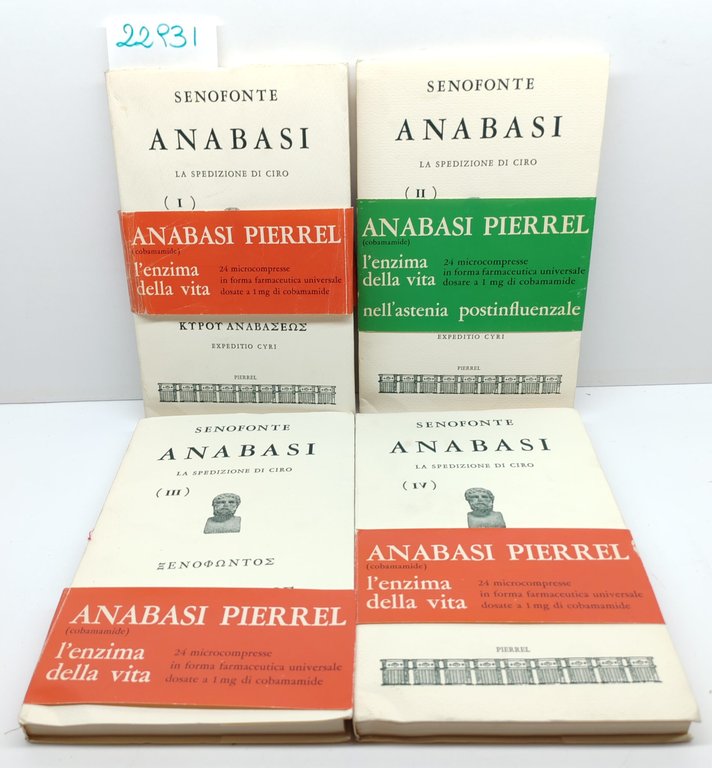 22931
SENOFONTE
ANABASI
LA SPEDIZIONE DI CIRO
(I)
ANABASI PIERREL
(cobamamide)
l'enzima
della vita
24 microcompresse
in forma farmaceutica universale
dosate a 1 mg di cobamamide
ΚΥΡΟΥ ΑΝΑΒΑΣΕΩΣ
EXPEDITIO CYRI
PIERREL
SENOFONTE
ANABASI
LA SPEDIZIONE DI CIRO
(II)
ANABASI PIERREL
(cobamamide)
l'enzima
della vita
24 microcompresse
in forma farmaceutica universale
dosate a 1 mg di cobamamide
nell'astenia postinfluenzale
EXPEDITIO CYRI
PIERREL
SENOFONTE
ANABASI
LA SPEDIZIONE DI CIRO
(III)
ΞΕΝΟΦΩΝΤΟΣ
ANABASI PIERREL
(cobamamide)
l'enzima
della vita
24 microcompresse
in forma farmaceutica universale
dosate a 1 mg di cobamamide
SENOFONTE
ANABASI
LA SPEDIZIONE DI CIRO
(IV)
ANABASI PIERREL
(cobamamide)
l'enzima
della vita
24 microcompresse
in forma farmaceutica universale
dosate a 1 mg di cobamamide
PIERREL